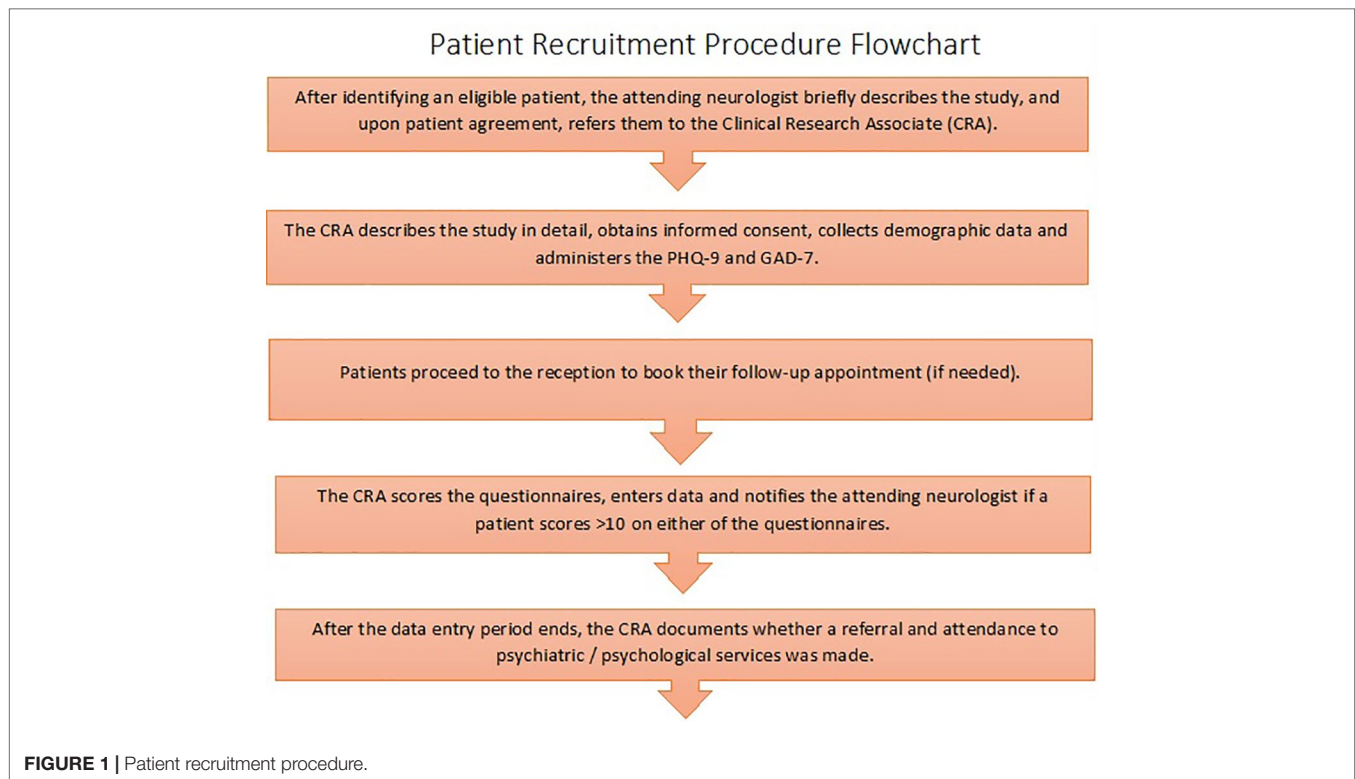 Patient Recruitment Procedure Flowchart
After identifying an eligible patient, the attending neurologist briefly describes the study, and
upon patient agreement, refers them to the Clinical Research Associate (CRA).
The CRA describes the study in detail, obtains informed consent, collects demographic data and
administers the PHQ-9 and GAD-7.
Patients proceed to the reception to book their follow-up appointment (if needed).
The CRA scores the questionnaires, enters data and notifies the attending neurologist if a
patient scores >10 on either of the questionnaires.
After the data entry period ends, the CRA documents whether a referral and attendance to
psychiatric / psychological services was made.
FIGURE 1 | Patient recruitment procedure.